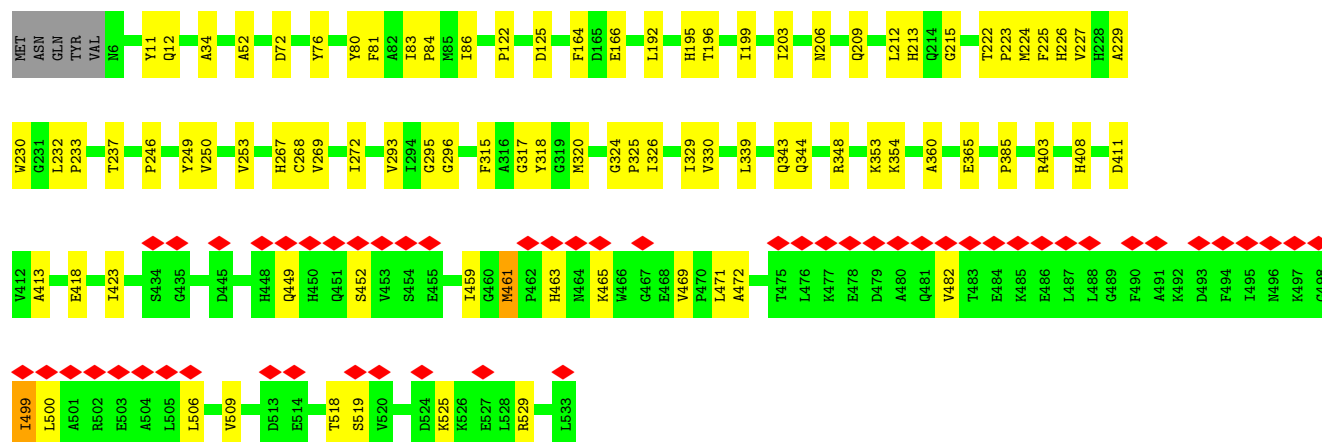 MET ASN GLN TYR VAL N6 Y11 Q12 A34 A52 D72 Y76 Y80 F81 A82 I83 P84 M85 I86 P122 D125 F164 D165 E166 L192 H195 T196 I199 I203 N206 Q209 L212 H213 Q214 G215 T222 P223 M224 F225 H226 V227 H228 A229
W230 G231 L232 P233 T237 P246 Y249 V250 V253 H267 C268 V269 I272 V293 I294 G295 G296 F315 A316 G317 Y318 G319 M320 G324 P325 I326 I329 V330 L339 Q343 Q344 R348 K353 K354 A360 E365 P385 R403 H408 D411
V412 A413 E418 I423 S434 G435 D445 H448 Q449 H450 Q451 S452 V453 S454 E455 I459 G460 M461 P462 H463 N464 K465 W466 G467 E468 V469 P470 L471 A472 T475 L476 K477 E478 D479 A480 Q481 V482 T483 E484 K485 E486 L487 L488 G489 F490 A491 K492 D493 F494 I495 N496 K497 G498
I499 L500 A501 R502 E503 A504 L505 L506 V509 D513 E514 T518 S519 V520 D524 K525 K526 E527 L528 R529 L533